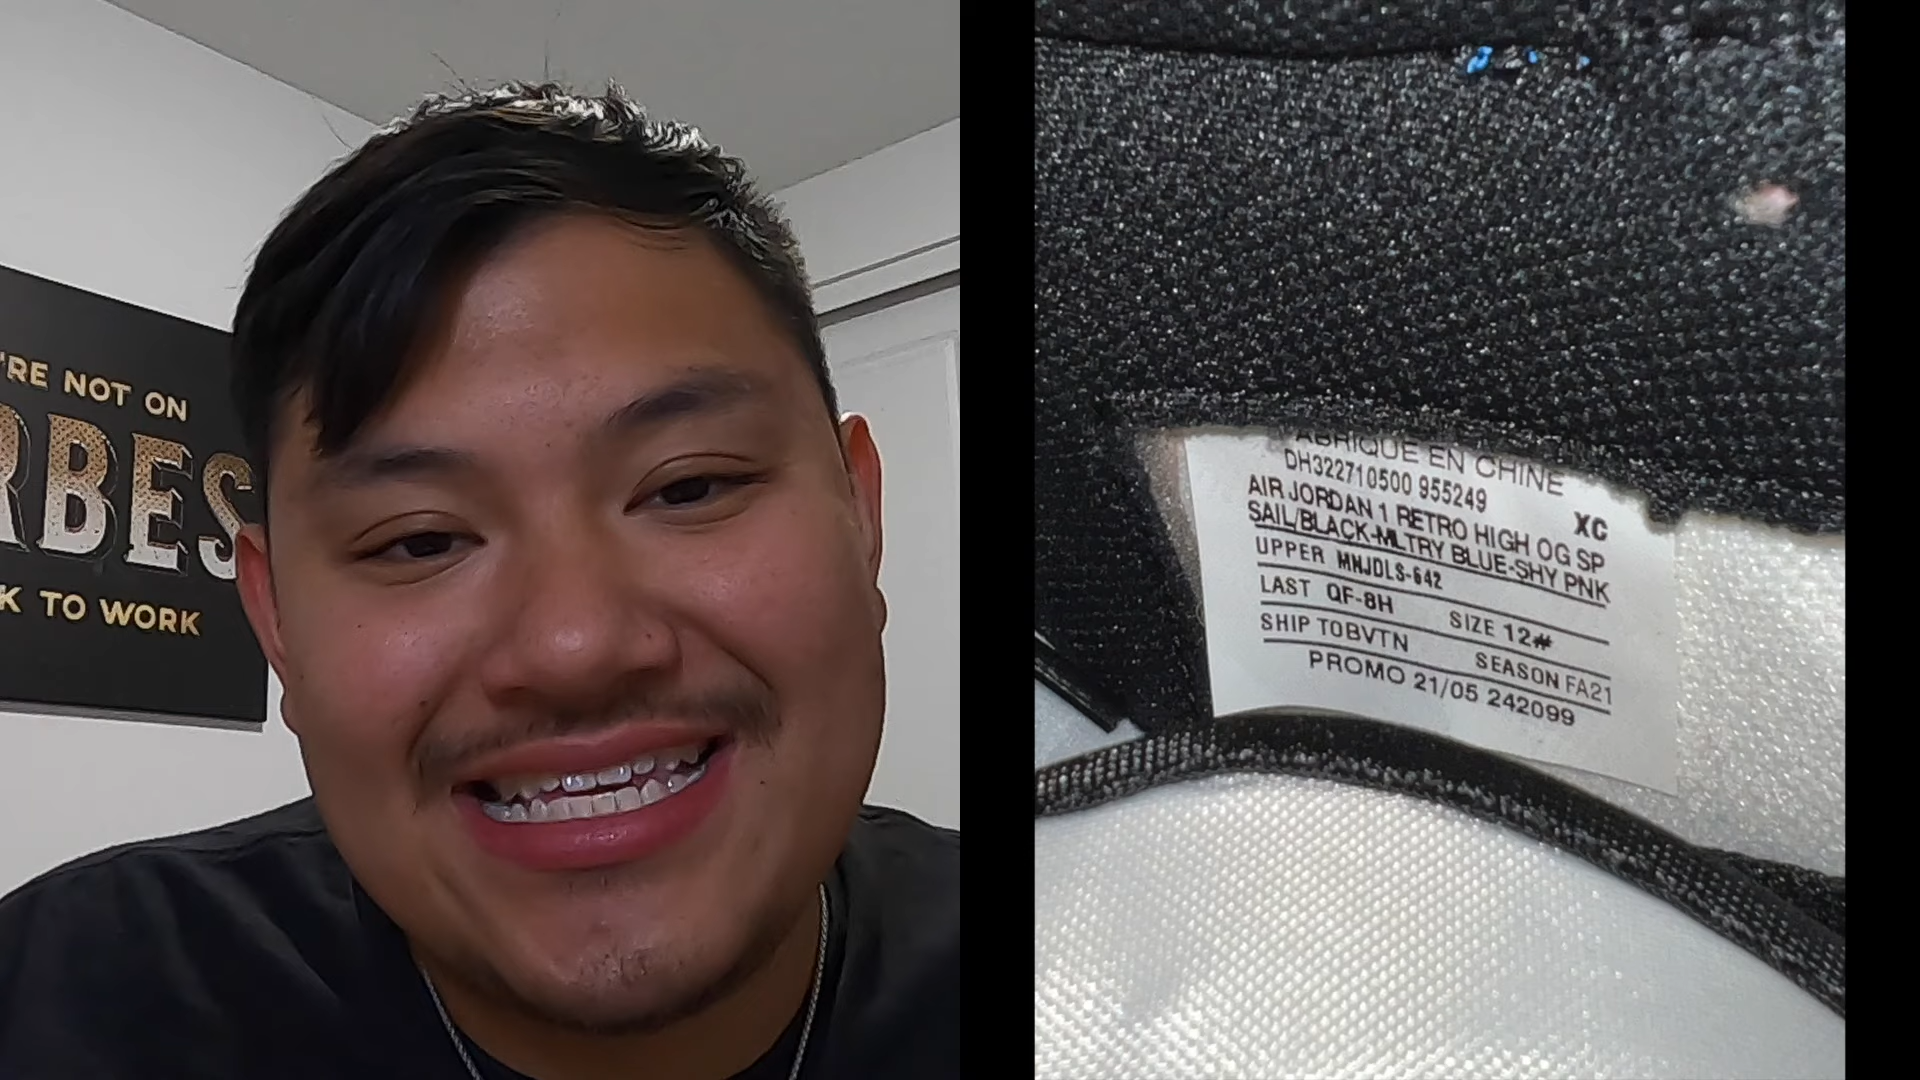 'RE NOT ON
RBES
K TO WORK
FABRIQUE EN CHINE
DH322710500 955249
XC
AIR JORDAN 1 RETRO HIGH OG SP
SAIL/BLACK-MLTRY BLUE-SHY PNK
UPPER MNJDLS-642
LAST QF-8H SIZE 12#
SHIP TOBVTN SEASON FA21
PROMO 21/05 242099